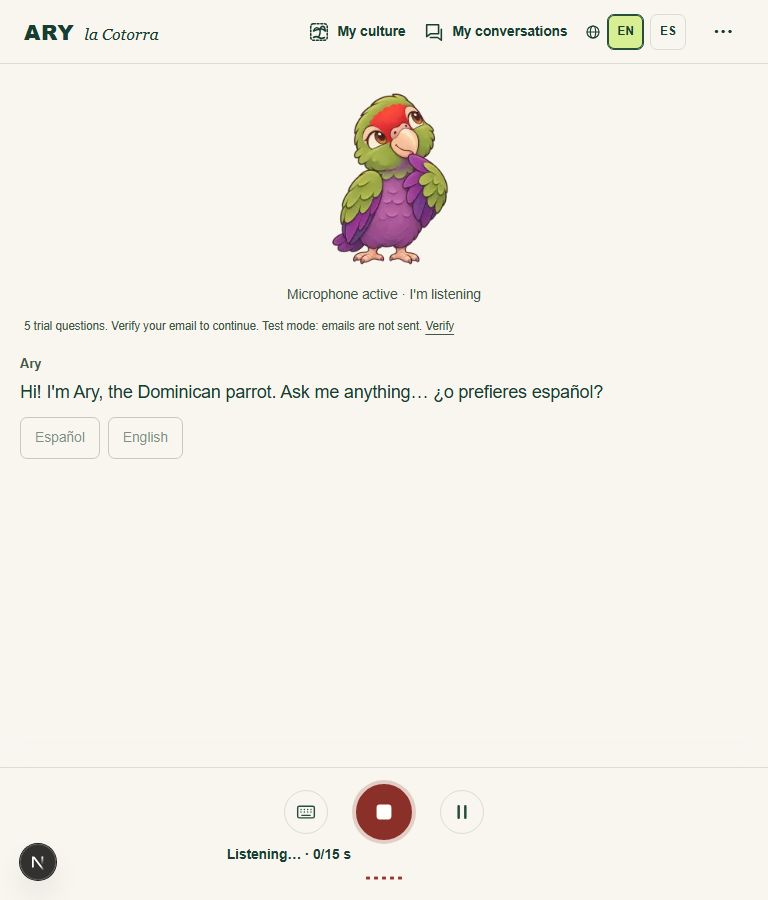 ARY la Cotorra My culture My conversations EN ES
Microphone active · I'm listening
5 trial questions. Verify your email to continue. Test mode: emails are not sent. Verify
Ary
Hi! I'm Ary, the Dominican parrot. Ask me anything… ¿o prefieres español?
Español English
Listening… · 0/15 s
N